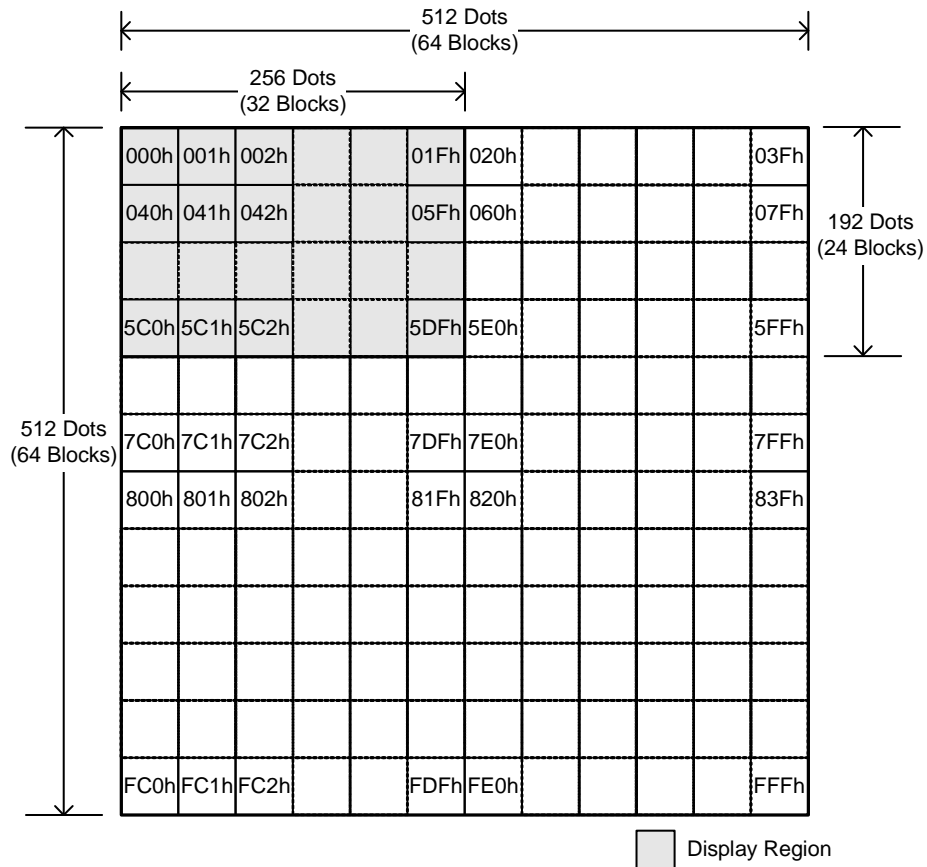 512 Dots
(64 Blocks)
256 Dots
(32 Blocks)
000h 001h 002h 01Fh 020h 03Fh
040h 041h 042h 05Fh 060h 07Fh
192 Dots
(24 Blocks)
5C0h 5C1h 5C2h 5DFh 5E0h 5FFh
512 Dots
(64 Blocks)
7C0h 7C1h 7C2h 7DFh 7E0h 7FFh
800h 801h 802h 81Fh 820h 83Fh
FC0h FC1h FC2h FDFh FE0h FFFh
Display Region